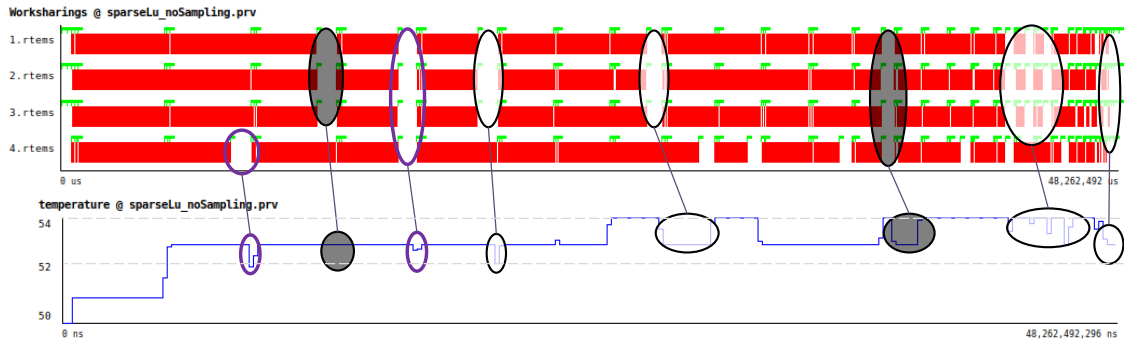 Worksharings @ sparseLu_noSampling.prv
1.rtems
2.rtems
3.rtems
4.rtems
0 us 48,262,492 us
temperature @ sparseLu_noSampling.prv
54
52
50
0 ns 48,262,492,296 ns